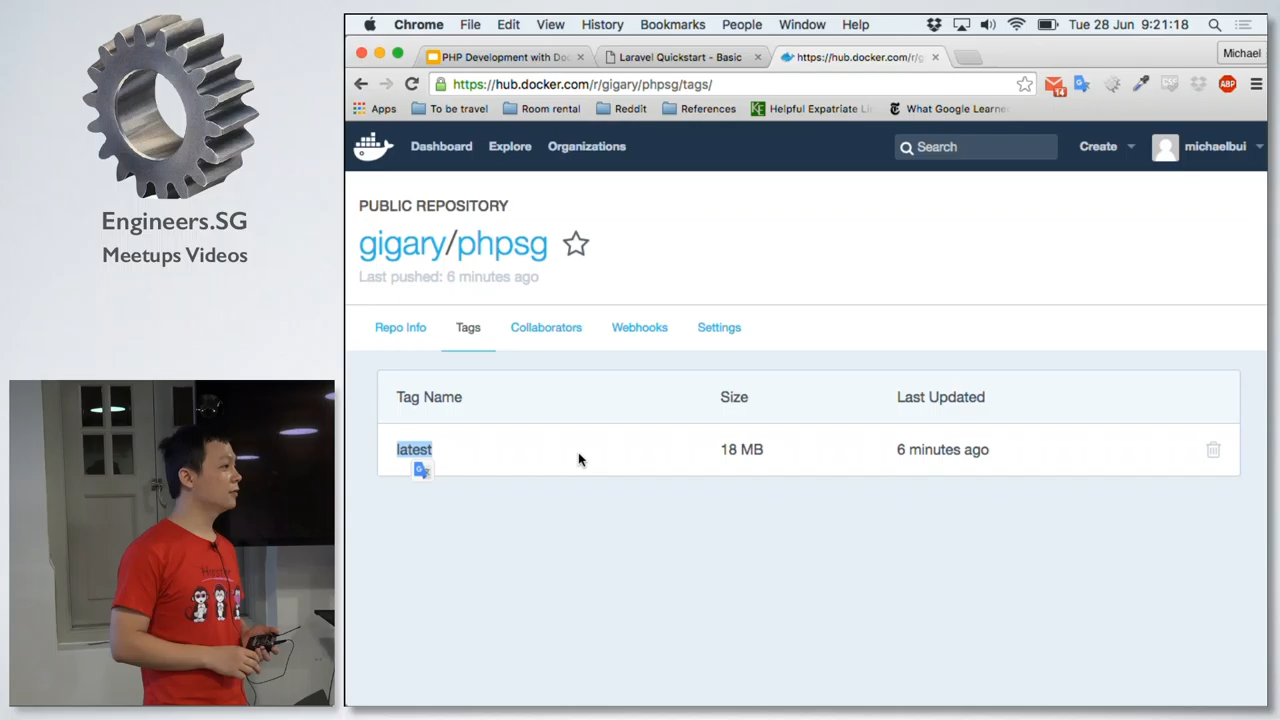 Engineers.SG
Meetups Videos
Chrome File Edit View History Bookmarks People Window Help Tue 28 Jun 9:21:18
PHP Development with Doc
Laravel Quickstart - Basic
https://hub.docker.com/r/g
Michael
https://hub.docker.com/r/gigary/phpsg/tags/
14
ABP
Apps To be travel Room rental Reddit References Helpful Expatriate Li What Google Learne
Dashboard Explore Organizations Search Create michaelbui
PUBLIC REPOSITORY
gigary/phpsg
Last pushed: 6 minutes ago
Repo Info Tags Collaborators Webhooks Settings
Tag Name Size Last Updated
latest 18 MB 6 minutes ago